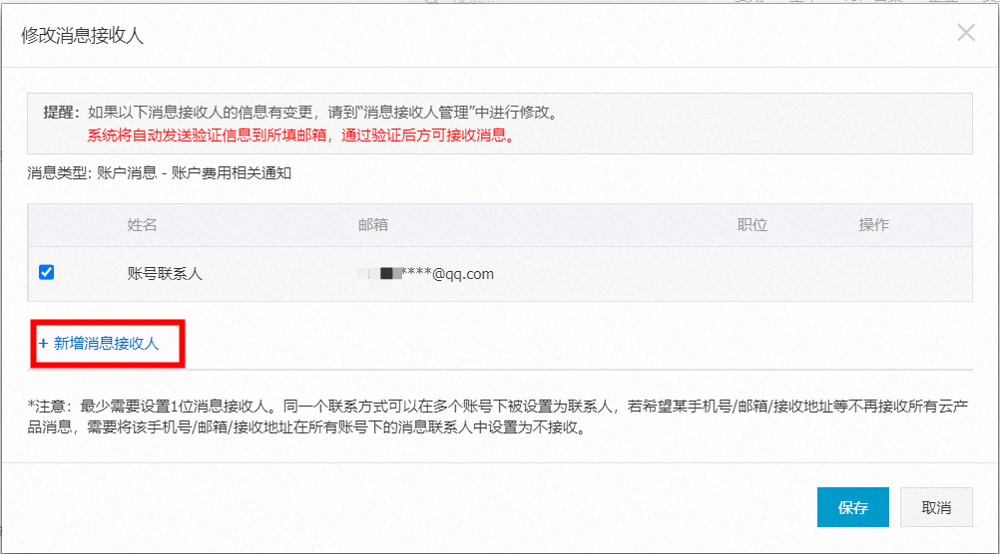 修改消息接收人
提醒：如果以下消息接收人的信息有变更，请到“消息接收人管理”中进行修改。
系统将自动发送验证信息到所填邮箱，通过验证后方可接收消息。
消息类型: 账户消息 - 账户费用相关通知
姓名 邮箱 职位 操作
账号联系人 ****@qq.com
+ 新增消息接收人
*注意：最少需要设置1位消息接收人。同一个联系方式可以在多个账号下被设置为联系人，若希望某手机号/邮箱/接收地址等不再接收所有云产
品消息，需要将该手机号/邮箱/接收地址在所有账号下的消息联系人中设置为不接收。
保存 取消